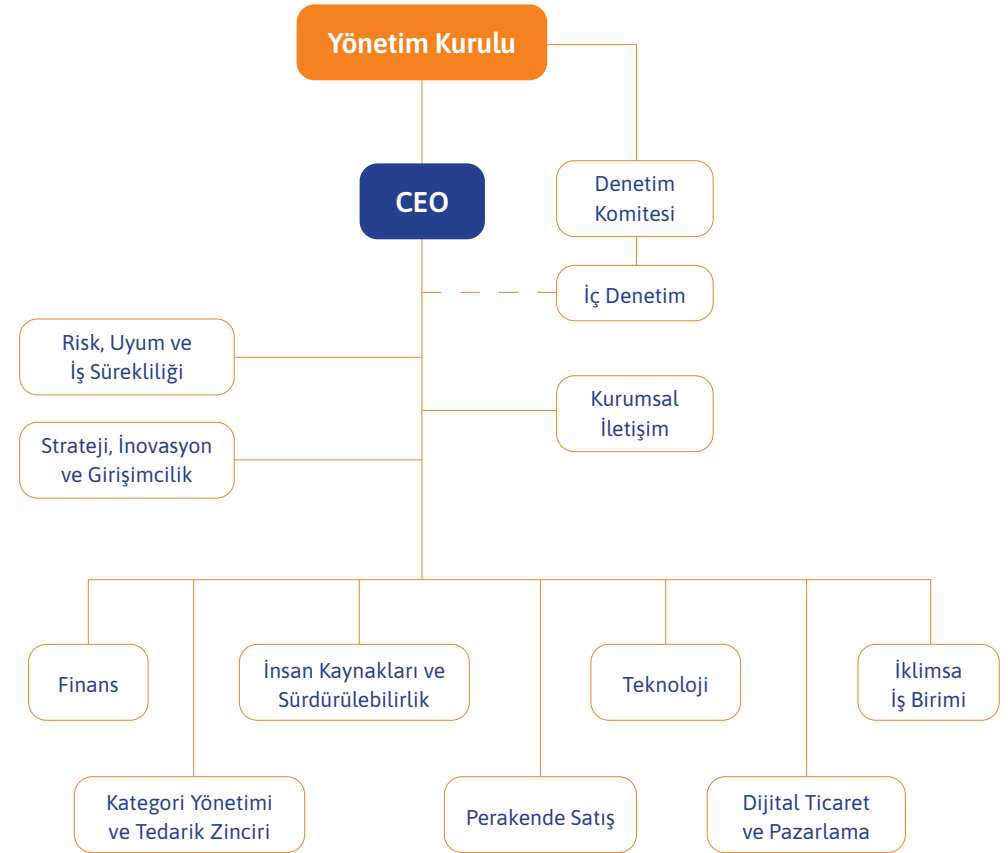 Yönetim Kurulu
CEO
Denetim
Komitesi
İç Denetim
Risk, Uyum ve
İş Sürekliliği
Kurumsal
İletişim
Strateji, İnovasyon
ve Girişimcilik
Finans
İnsan Kaynakları ve
Sürdürülebilirlik
Teknoloji
İklimsa
İş Birimi
Kategori Yönetimi
ve Tedarik Zinciri
Perakende Satış
Dijital Ticaret
ve Pazarlama